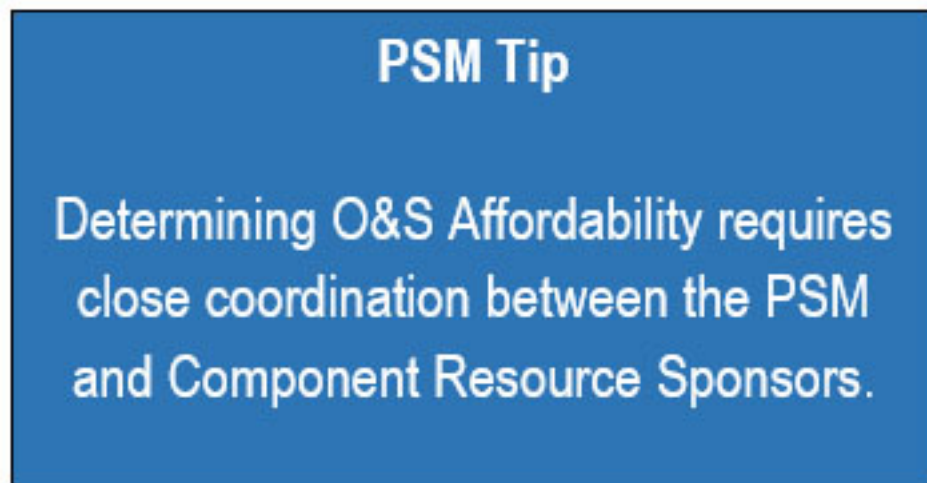 PSM Tip
Determining O&S Affordability requires
close coordination between the PSM
and Component Resource Sponsors.